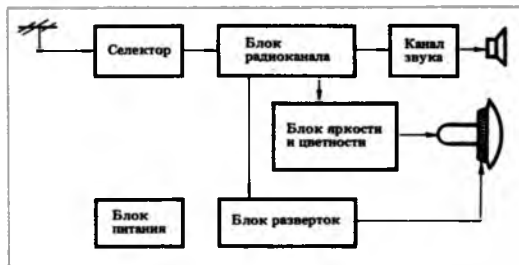 Селектор
Блок
радиоканала
Канал
звука
Блок яркости
и цветности
Блок
питания
Блок разверток